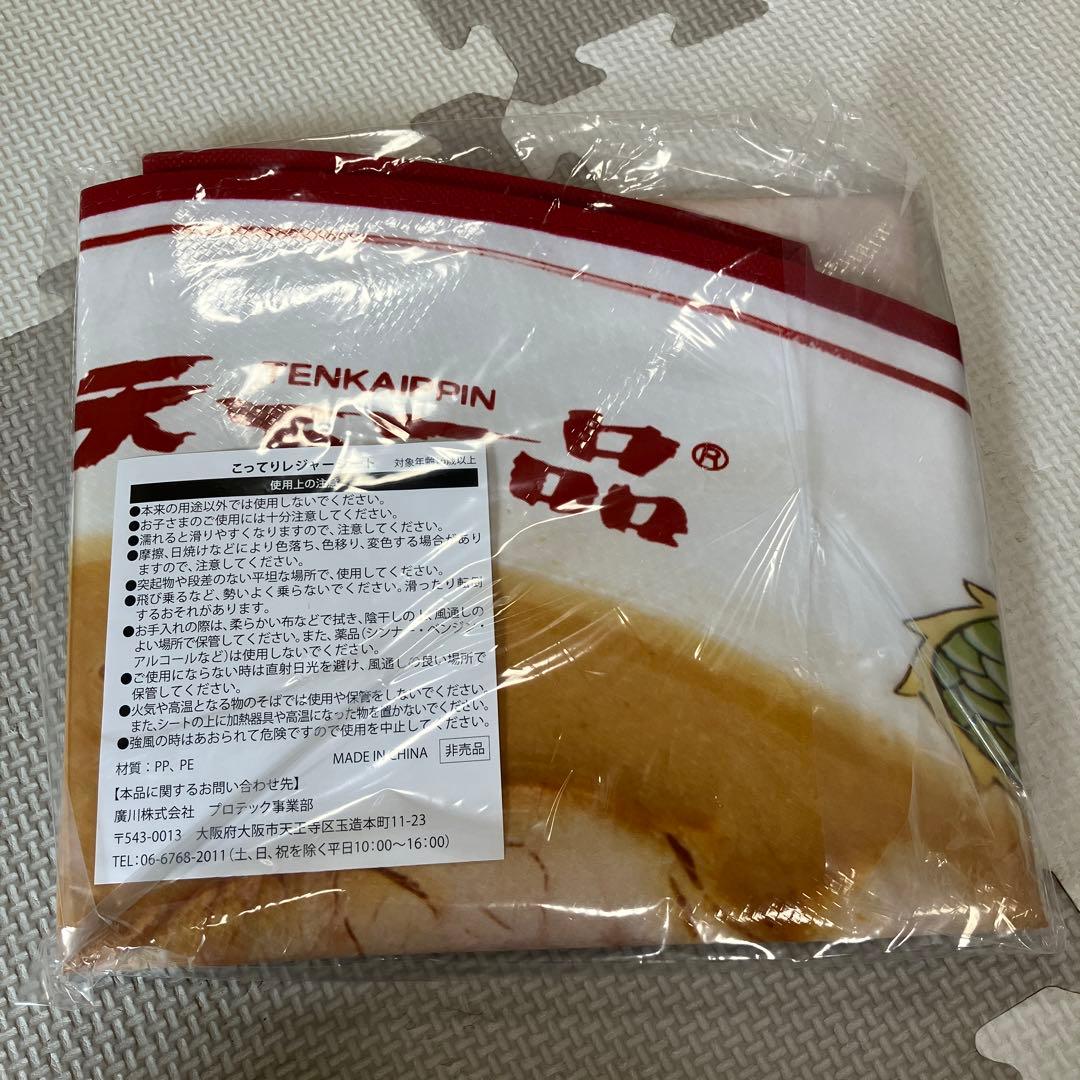 TENKAIPPIN
天下一品®
こってりレジャーシート 対象年齢 歳以上
使用上の注意
●本来の用途以外では使用しないでください。
●お子さまのご使用には十分注意してください。
●濡れると滑りやすくなりますので、注意してください。
●摩擦、日焼けなどにより色落ち、色移り、変色する場合があり
ますので、注意してください。
●突起物や段差のない平坦な場所で、使用してください。
●飛び乗るなど、勢いよく乗らないでください。滑ったり転倒
するおそれがあります。
●お手入れの際は、柔らかい布などで拭き、陰干しの上、風通しの
よい場所で保管してください。また、薬品(シンナー・ベンジン・
アルコールなど)は使用しないでください。
●ご使用にならない時は直射日光を避け、風通しの良い場所で
保管してください。
●火気や高温となる物のそばでは使用や保管をしないでください。
また、シートの上に加熱器具や高温になった物を置かないでください。
●強風の時はあおられて危険ですので使用を中止してください。
材質:PP、PE MADE IN CHINA 非売品
【本品に関するお問い合わせ先】
廣川株式会社 プロテック事業部
〒543-0013 大阪府大阪市天王寺区玉造本町11-23
TEL:06-6768-2011(土、日、祝を除く平日10:00〜16:00)